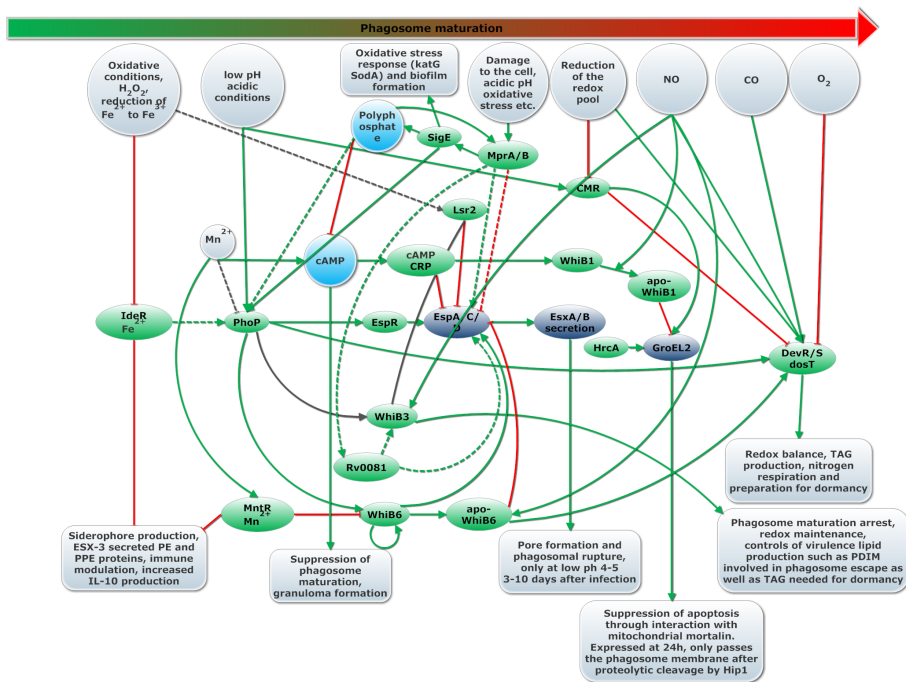 Phagosome maturation
Oxidative conditions,
H₂O₂,
reduction of
Fe²⁺ to Fe³⁺
low pH
acidic
conditions
Oxidative stress
response (katG
SodA) and biofilm
formation
Damage
to the cell,
acidic pH
oxidative
stress etc.
Reduction
of the
redox
pool
NO
CO
O₂
Polyph
osphat
e
SigE
MprA/B
CMR
Lsr2
Mn²⁺
cAMP
cAMP
CRP
WhiB1
apo-
WhiB1
IdeR
Fe²⁺
PhoP
EspR
EspA, C/
D
EsxA/B
secretion
HrcA
GroEL2
DevR/S
dosT
WhiB3
Rv0081
Redox balance, TAG
production, nitrogen
respiration and
preparation for dormancy
MntR
Mn²⁺
WhiB6
apo-
WhiB6
Siderophore production,
ESX-3 secreted PE and
PPE proteins, immune
modulation, increased
IL-10 production
Suppression of
phagosome
maturation,
granuloma formation
Pore formation and
phagosomal rupture,
only at low ph 4-5
3-10 days after infection
Phagosome maturation arrest,
redox maintenance,
controls of virulence lipid
production such as PDIM
involved in phagosome escape as
well as TAG needed for dormancy
Suppression of apoptosis
through interaction with
mitochondrial mortalin.
Expressed at 24h, only passes
the phagosome membrane after
proteolytic cleavage by Hip1